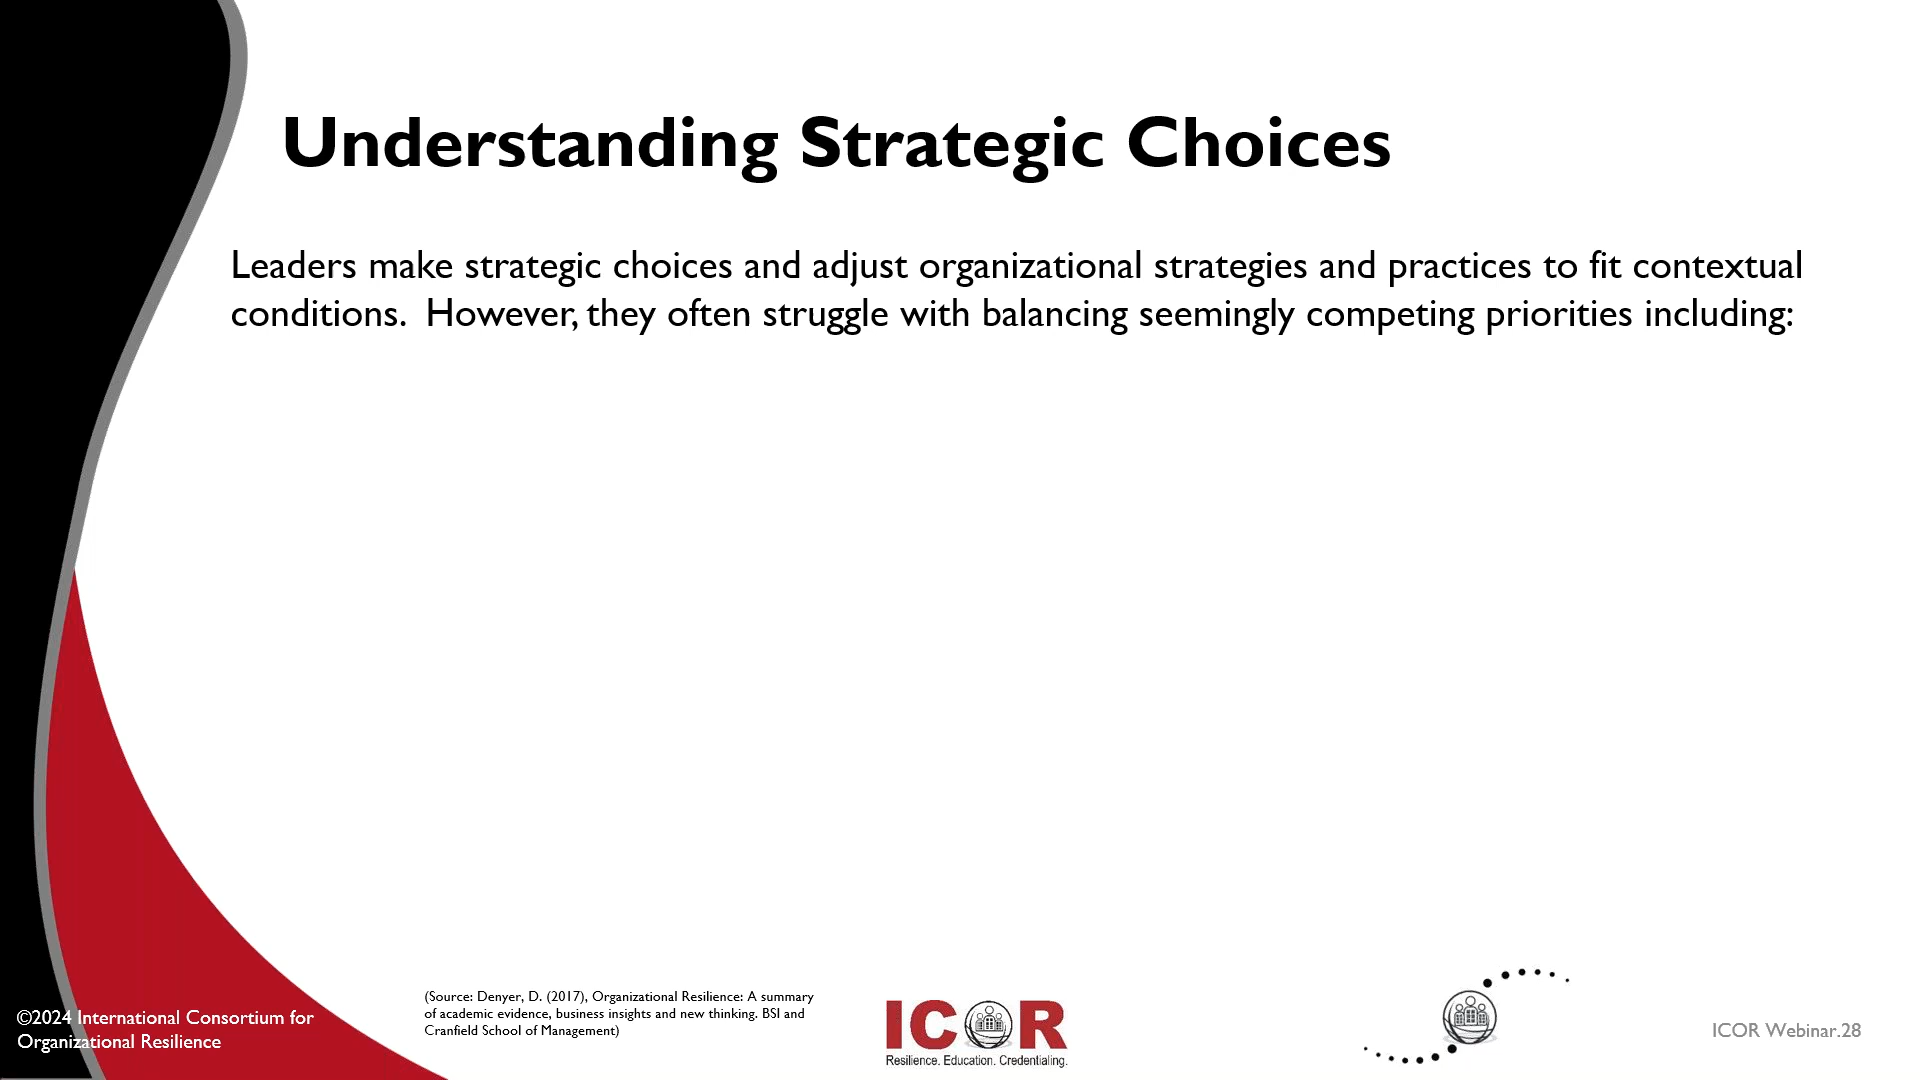 Understanding Strategic Choices
Leaders make strategic choices and adjust organizational strategies and practices to fit contextual
conditions.  However, they often struggle with balancing seemingly competing priorities including:
(Source: Denyer, D. (2017), Organizational Resilience: A summary
of academic evidence, business insights and new thinking. BSI and
Cranfield School of Management)
©2024 International Consortium for
Organizational Resilience
ICOR
Resilience. Education. Credentialing.
ICOR Webinar.28